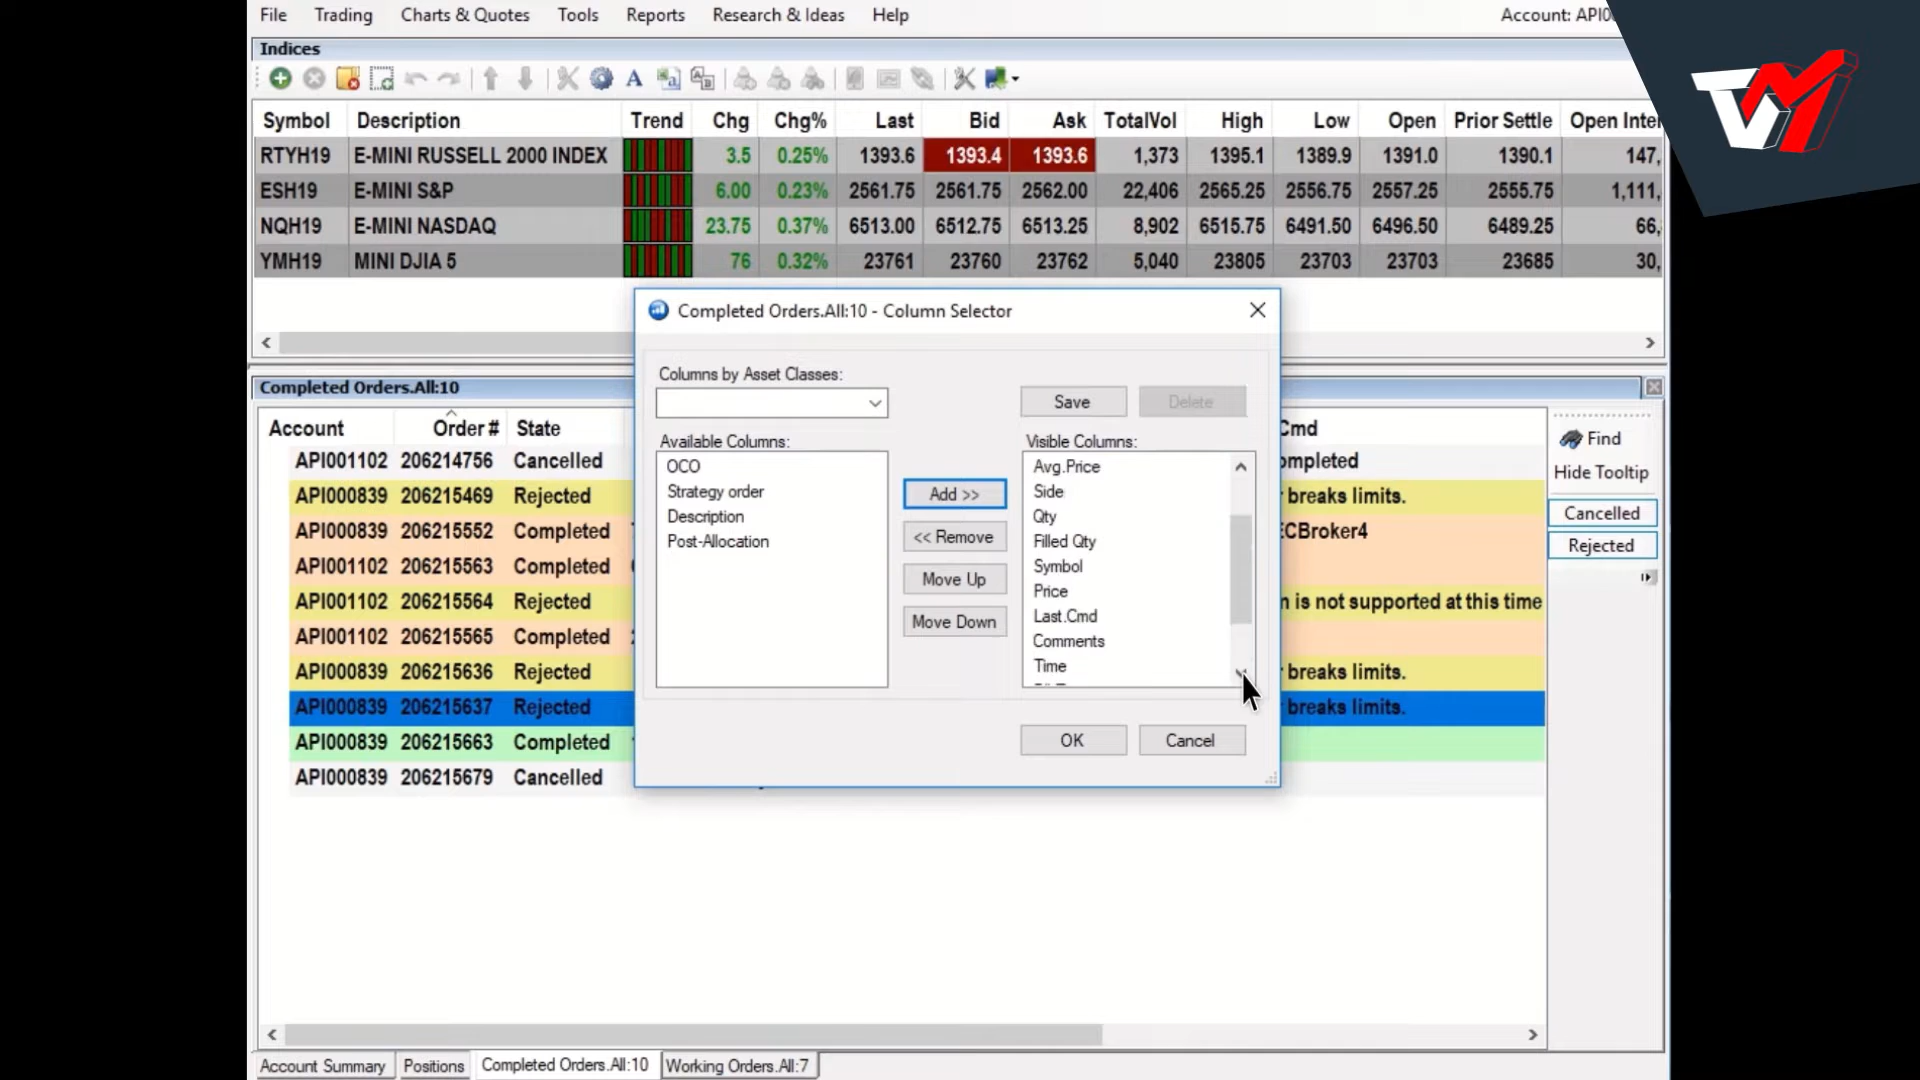 File Trading Charts & Quotes Tools Reports Research & Ideas Help Account: API0
Indices
Symbol Description Trend Chg Chg% Last Bid Ask TotalVol High Low Open Prior Settle Open Inter
RTYH19 E-MINI RUSSELL 2000 INDEX 3.5 0.25% 1393.6 1393.4 1393.6 1,373 1395.1 1389.9 1391.0 1390.1 147,
ESH19 E-MINI S&P 6.00 0.23% 2561.75 2561.75 2562.00 22,406 2565.25 2556.75 2557.25 2555.75 1,111,
NQH19 E-MINI NASDAQ 23.75 0.37% 6513.00 6512.75 6513.25 8,902 6515.75 6491.50 6496.50 6489.25 66,
YMH19 MINI DJIA 5 76 0.32% 23761 23760 23762 5,040 23805 23703 23703 23685 30,
Completed Orders.All:10 - Column Selector
Columns by Asset Classes:
Save Delete
Available Columns: Visible Columns:
OCO
Strategy order
Description
Post-Allocation
Add >>
<< Remove
Move Up
Move Down
Avg.Price
Side
Qty
Filled Qty
Symbol
Price
Last.Cmd
Comments
Time
OK Cancel
Completed Orders.All:10
Account Order # State Cmd
API001102 206214756 Cancelled ompleted
API000839 206215469 Rejected breaks limits.
API000839 206215552 Completed CBroker4
API001102 206215563 Completed
API001102 206215564 Rejected n is not supported at this time
API001102 206215565 Completed
API000839 206215636 Rejected breaks limits.
API000839 206215637 Rejected breaks limits.
API000839 206215663 Completed
API000839 206215679 Cancelled
Find
Hide Tooltip
Cancelled
Rejected
Account Summary Positions Completed Orders.All:10 Working Orders.All:7